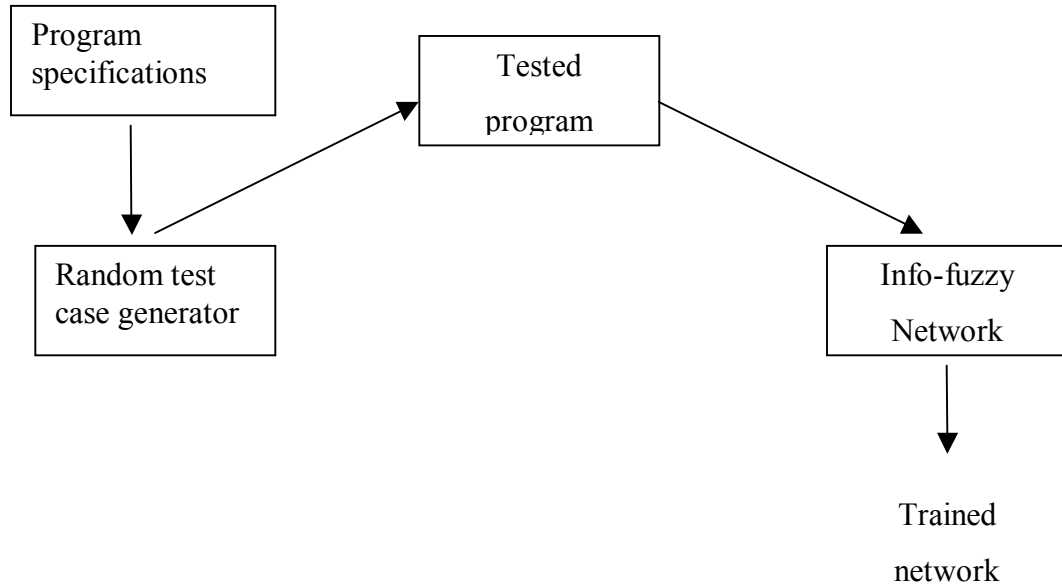 Program
specifications
Tested
program
Random test
case generator
Info-fuzzy
Network
Trained
network